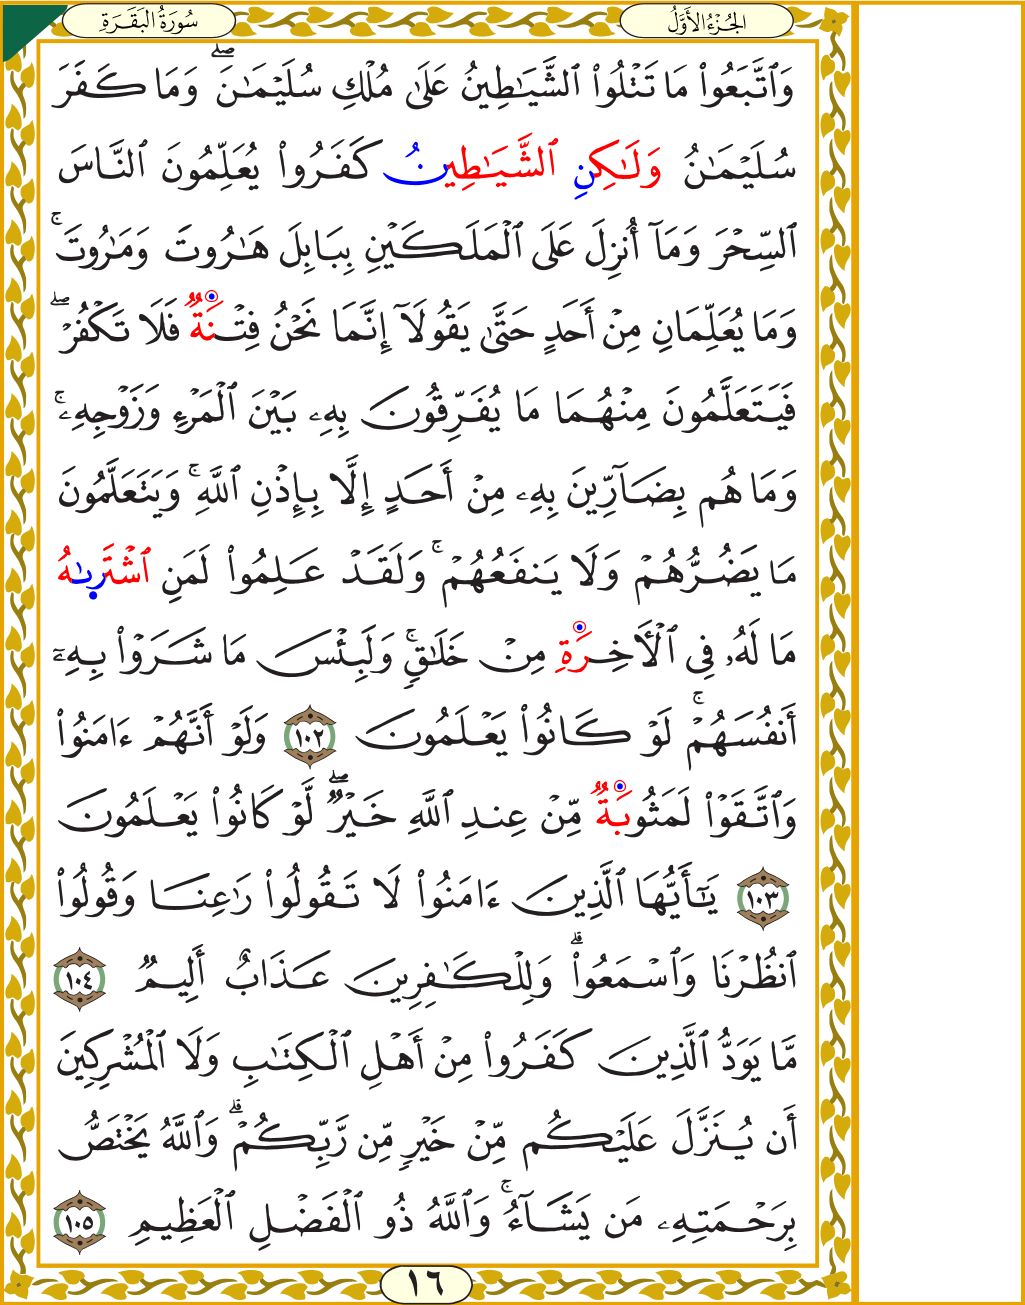 الجُزْءُ الأَوَّلُ
سُورَةُ البَقَرَةِ
وَٱتَّبَعُوا۟ مَا تَتْلُوا۟ ٱلشَّيَـٰطِينُ عَلَىٰ مُلْكِ سُلَيْمَـٰنَ ۖ وَمَا كَفَرَ
سُلَيْمَـٰنُ وَلَـٰكِنِ ٱلشَّيَـٰطِينُ كَفَرُوا۟ يُعَلِّمُونَ ٱلنَّاسَ
ٱلسِّحْرَ وَمَآ أُنزِلَ عَلَى ٱلْمَلَكَيْنِ بِبَابِلَ هَـٰرُوتَ وَمَـٰرُوتَ ۚ
وَمَا يُعَلِّمَانِ مِنْ أَحَدٍ حَتَّىٰ يَقُولَآ إِنَّمَا نَحْنُ فِتْنَةٌ فَلَا تَكْفُرْ ۖ
فَيَتَعَلَّمُونَ مِنْهُمَا مَا يُفَرِّقُونَ بِهِۦ بَيْنَ ٱلْمَرْءِ وَزَوْجِهِۦ ۚ
وَمَا هُم بِضَآرِّينَ بِهِۦ مِنْ أَحَدٍ إِلَّا بِإِذْنِ ٱللَّهِ ۚ وَيَتَعَلَّمُونَ
مَا يَضُرُّهُمْ وَلَا يَنفَعُهُمْ ۚ وَلَقَدْ عَلِمُوا۟ لَمَنِ ٱشْتَرَىٰهُ
مَا لَهُۥ فِى ٱلْـَٔاخِرَةِ مِنْ خَلَـٰقٍ ۚ وَلَبِئْسَ مَا شَرَوْا۟ بِهِۦٓ
أَنفُسَهُمْ ۚ لَوْ كَانُوا۟ يَعْلَمُونَ ١٠٢ وَلَوْ أَنَّهُمْ ءَامَنُوا۟
وَٱتَّقَوْا۟ لَمَثُوبَةٌ مِّنْ عِندِ ٱللَّهِ خَيْرٌ ۖ لَّوْ كَانُوا۟ يَعْلَمُونَ
١٠٣ يَـٰٓأَيُّهَا ٱلَّذِينَ ءَامَنُوا۟ لَا تَقُولُوا۟ رَٰعِنَا وَقُولُوا۟
ٱنظُرْنَا وَٱسْمَعُوا۟ ۗ وَلِلْكَـٰفِرِينَ عَذَابٌ أَلِيمٌ ١٠٤
مَّا يَوَدُّ ٱلَّذِينَ كَفَرُوا۟ مِنْ أَهْلِ ٱلْكِتَـٰبِ وَلَا ٱلْمُشْرِكِينَ
أَن يُنَزَّلَ عَلَيْكُم مِّنْ خَيْرٍ مِّن رَّبِّكُمْ ۗ وَٱللَّهُ يَخْتَصُّ
بِرَحْمَتِهِۦ مَن يَشَآءُ ۚ وَٱللَّهُ ذُو ٱلْفَضْلِ ٱلْعَظِيمِ ١٠٥
١٦